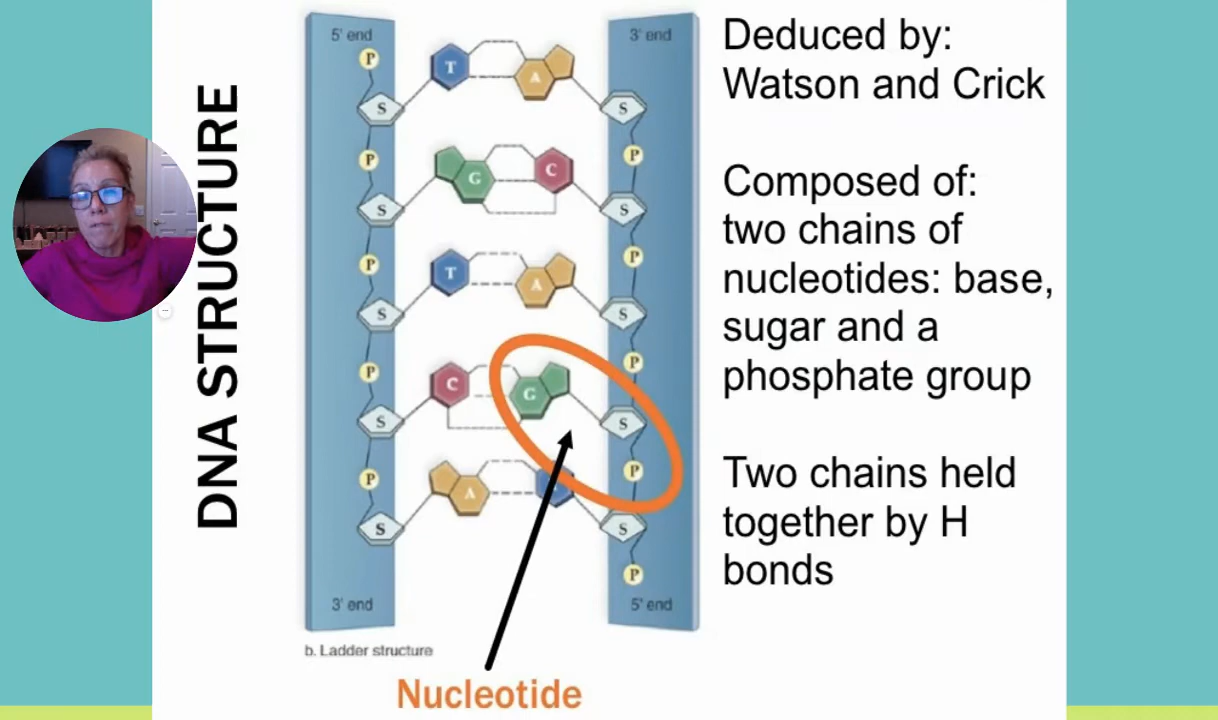 DNA STRUCTURE
5' end
3' end
P
T
A
S
S
P
P
G
C
S
S
P
P
T
A
S
S
P
P
C
G
S
S
P
P
A
S
S
P
3' end
5' end
b. Ladder structure
Nucleotide
Deduced by:
Watson and Crick
Composed of:
two chains of
nucleotides: base,
sugar and a
phosphate group
Two chains held
together by H
bonds